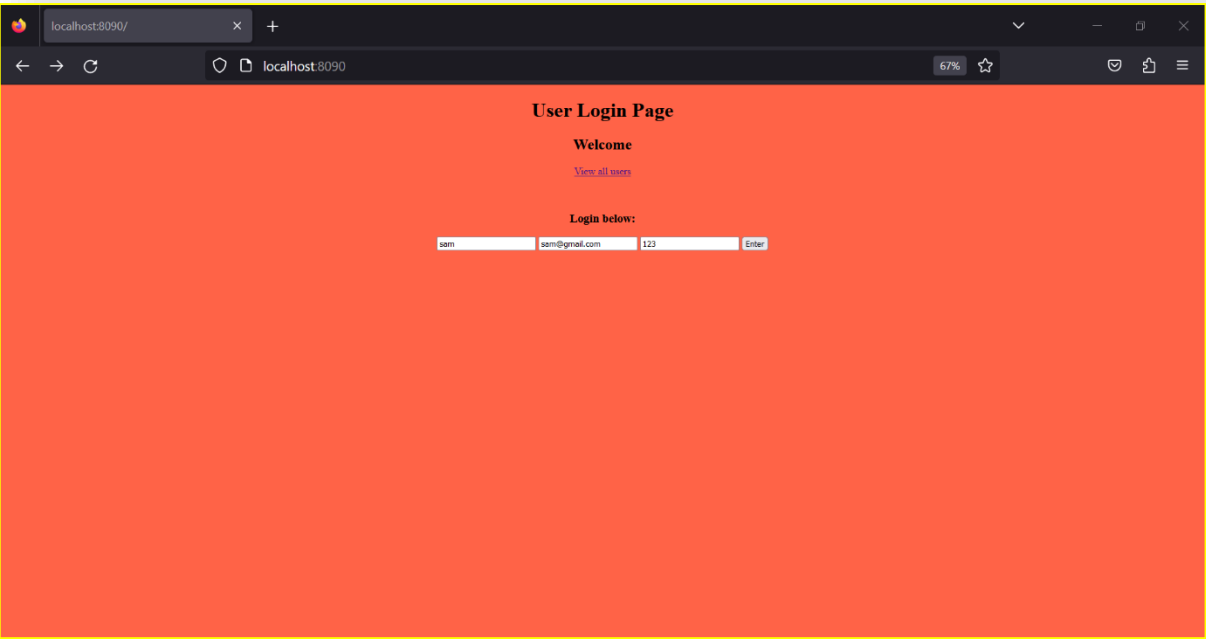 localhost:8090/
localhost:8090 67%
User Login Page
Welcome
View all users
Login below:
sam sam@gmail.com 123 Enter